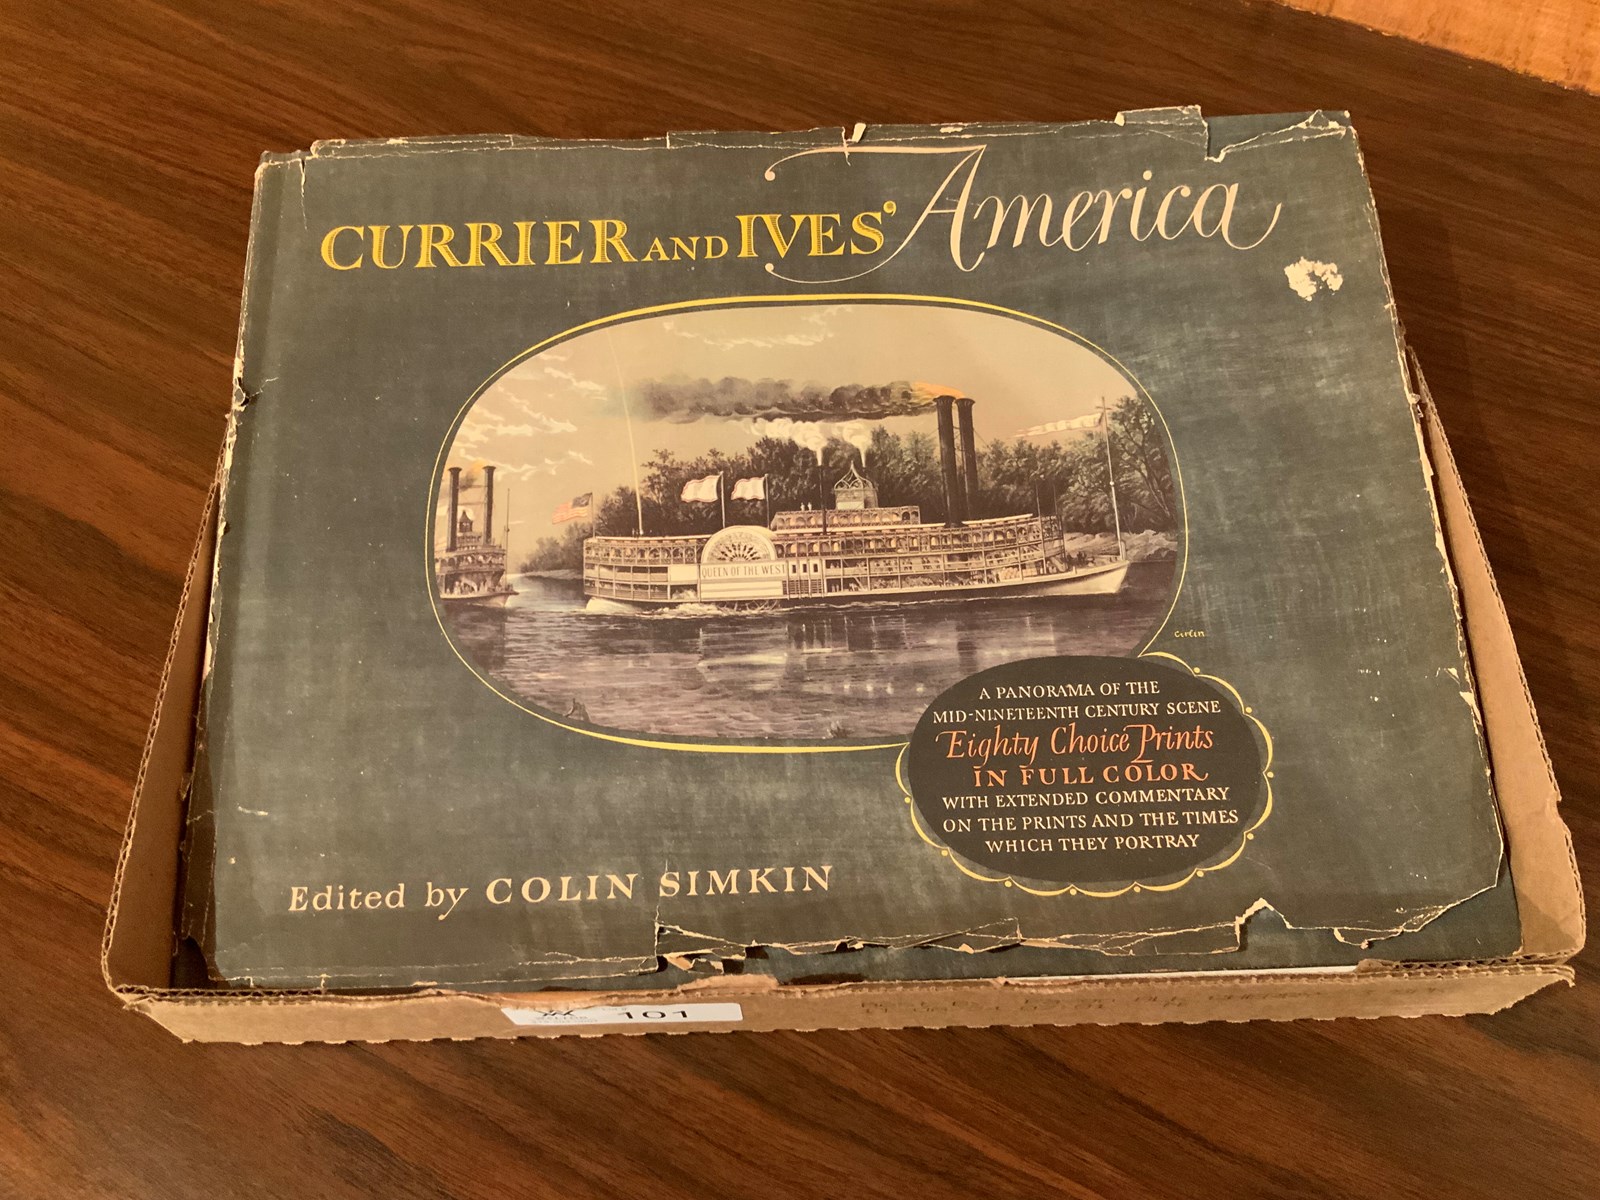 CURRIER AND IVES' America
QUEEN OF THE WEST
Corlin
A PANORAMA OF THE
MID-NINETEENTH CENTURY SCENE
Eighty Choice Prints
IN FULL COLOR
WITH EXTENDED COMMENTARY
ON THE PRINTS AND THE TIMES
WHICH THEY PORTRAY
Edited by COLIN SIMKIN
101